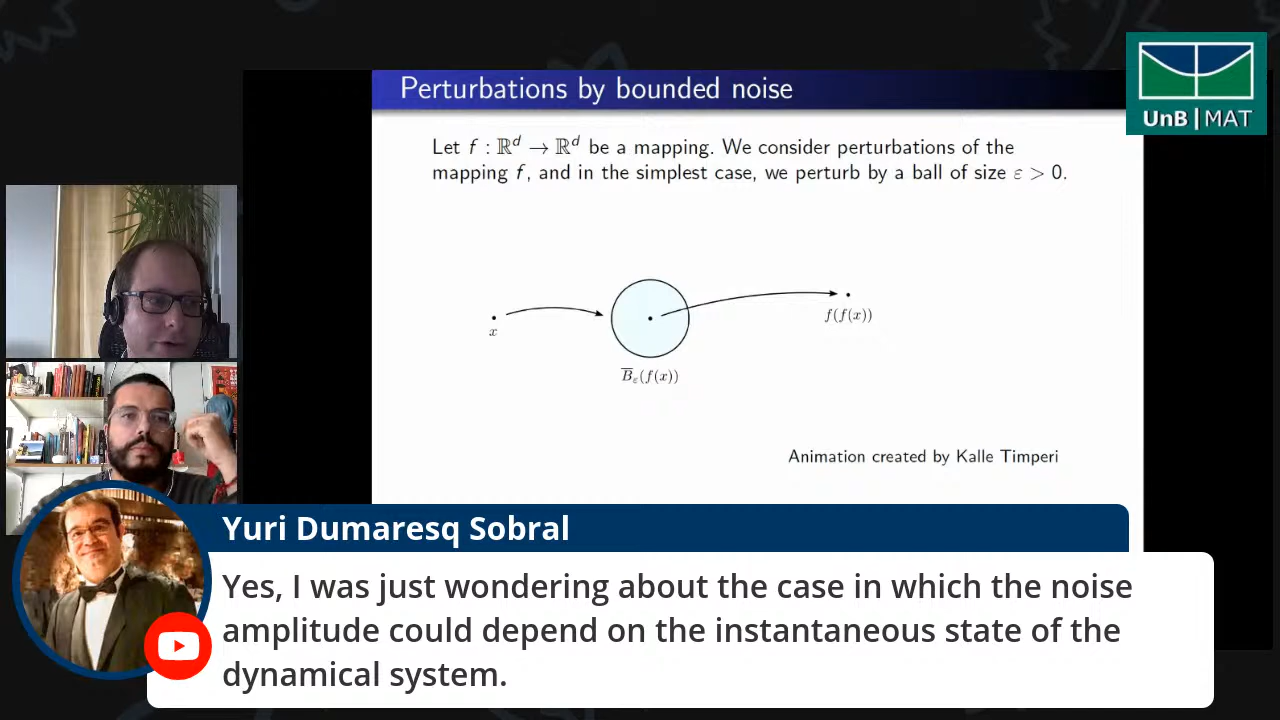 Perturbations by bounded noise
UnB | MAT
Let f : ℝᵈ → ℝᵈ be a mapping. We consider perturbations of the
mapping f, and in the simplest case, we perturb by a ball of size ε > 0.
x
f(f(x))
B̅ε(f(x))
Animation created by Kalle Timperi
Yuri Dumaresq Sobral
Yes, I was just wondering about the case in which the noise
amplitude could depend on the instantaneous state of the
dynamical system.